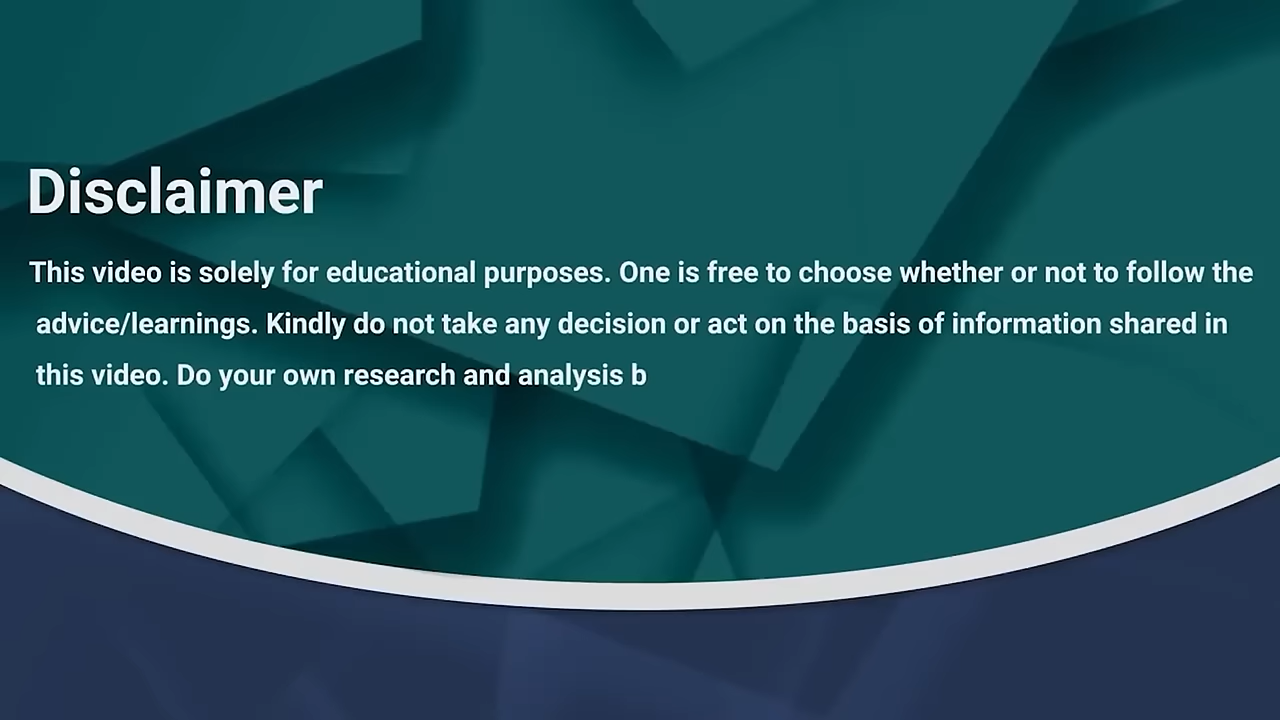 Disclaimer
This video is solely for educational purposes. One is free to choose whether or not to follow the
advice/learnings. Kindly do not take any decision or act on the basis of information shared in
this video. Do your own research and analysis b